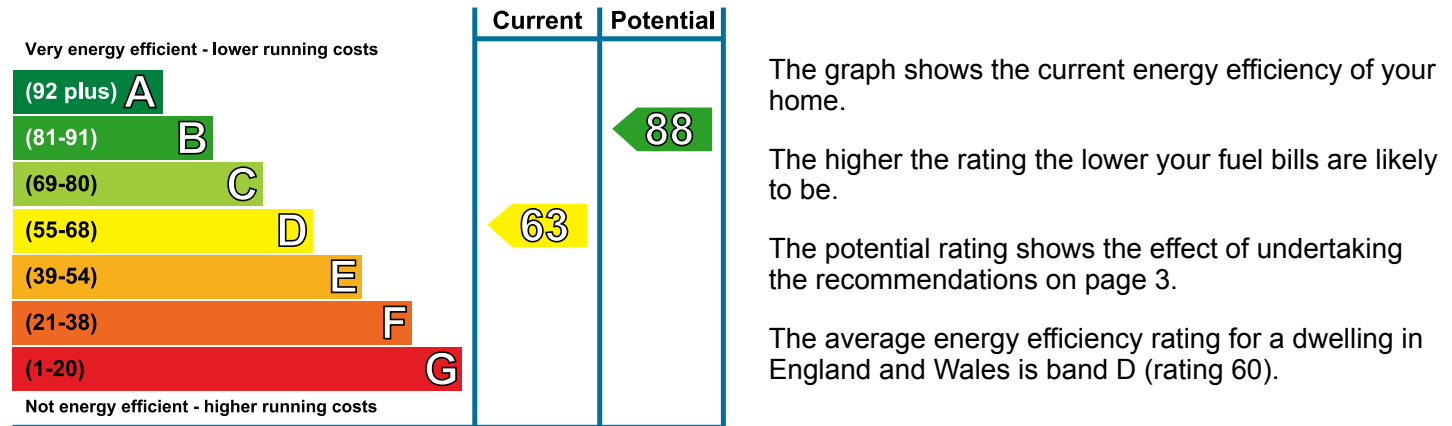 Current Potential
Very energy efficient - lower running costs
(92 plus) A
(81-91) B
88
(69-80) C
(55-68) D
63
(39-54) E
(21-38) F
(1-20) G
Not energy efficient - higher running costs
The graph shows the current energy efficiency of your
home.
The higher the rating the lower your fuel bills are likely
to be.
The potential rating shows the effect of undertaking
the recommendations on page 3.
The average energy efficiency rating for a dwelling in
England and Wales is band D (rating 60).